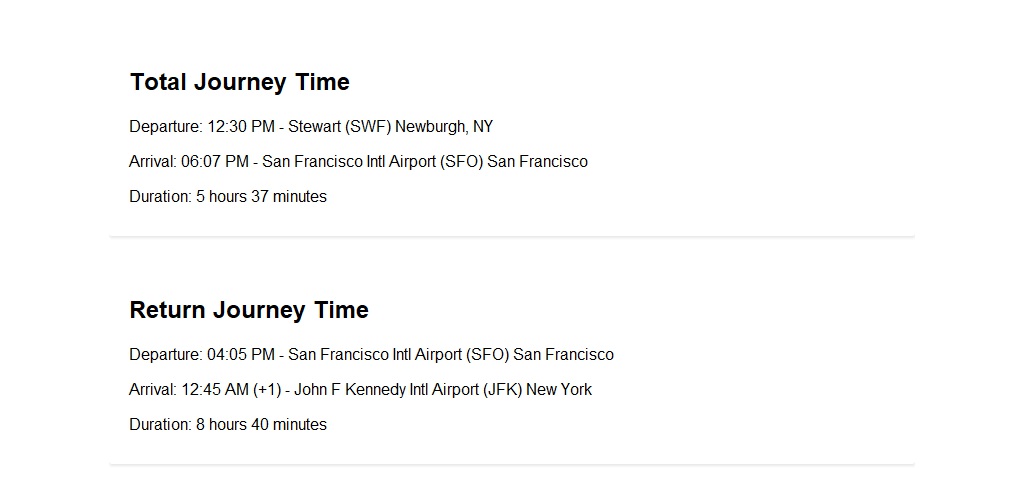 Total Journey Time
Departure: 12:30 PM - Stewart (SWF) Newburgh, NY
Arrival: 06:07 PM - San Francisco Intl Airport (SFO) San Francisco
Duration: 5 hours 37 minutes
Return Journey Time
Departure: 04:05 PM - San Francisco Intl Airport (SFO) San Francisco
Arrival: 12:45 AM (+1) - John F Kennedy Intl Airport (JFK) New York
Duration: 8 hours 40 minutes